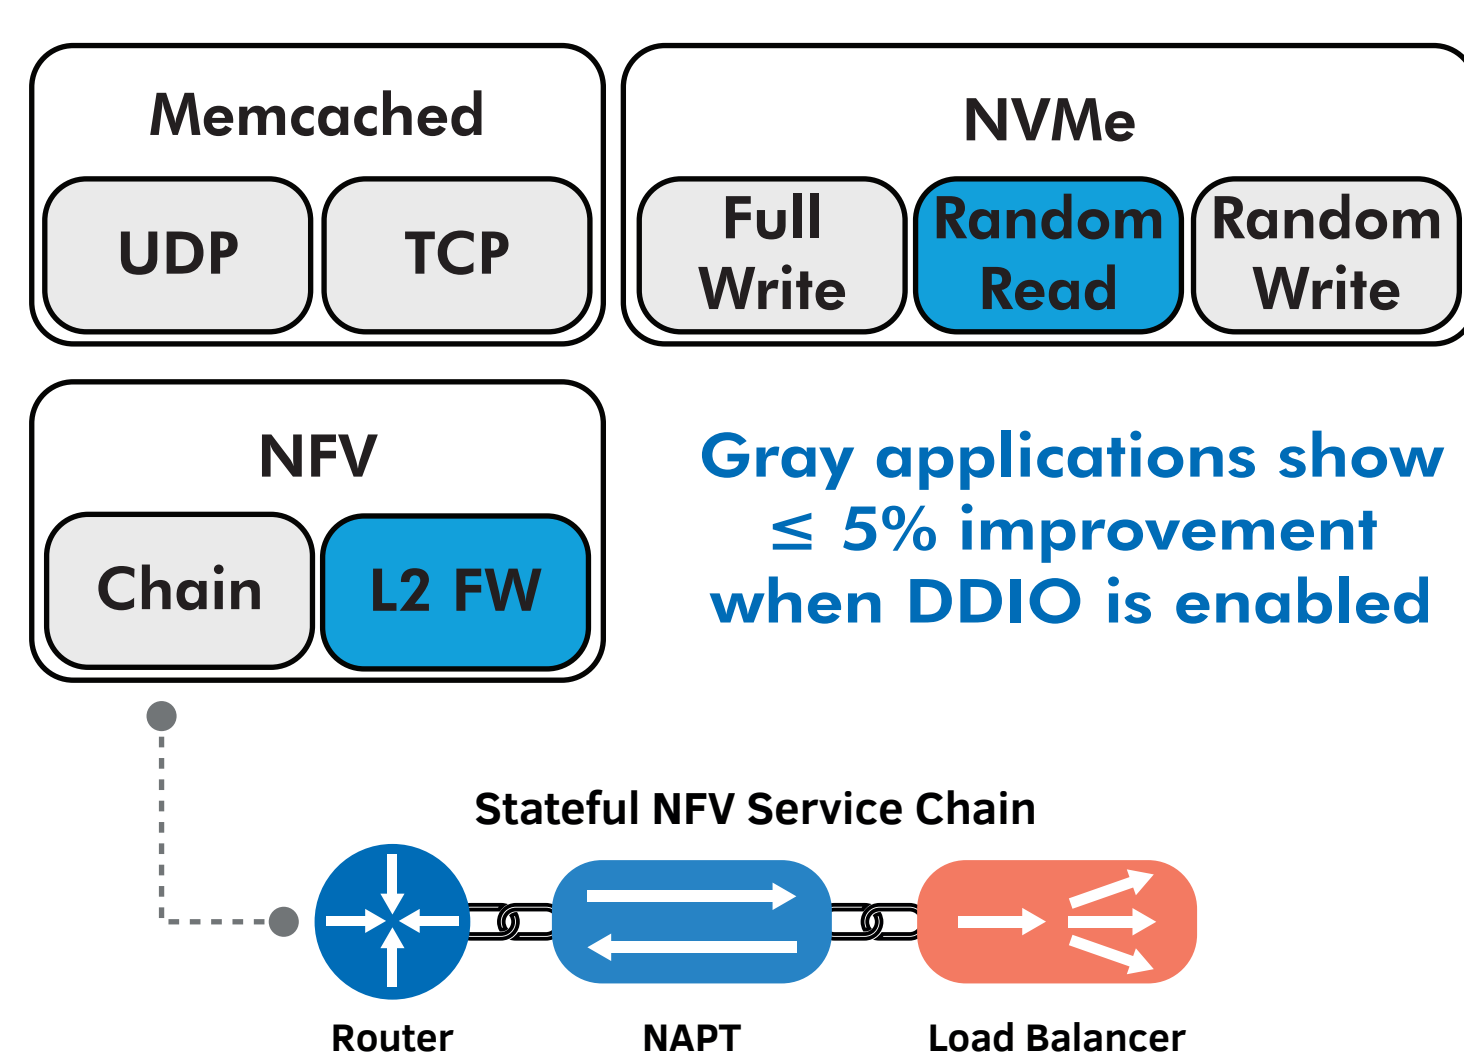 Memcached
UDP
TCP
NVMe
Full
Write
Random
Read
Random
Write
NFV
Chain
L2 FW
Gray applications show
≤ 5% improvement
when DDIO is enabled
Stateful NFV Service Chain
Router
NAPT
Load Balancer